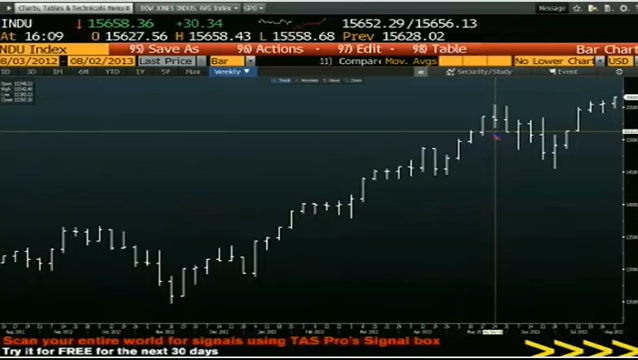 Charts, Tables & Technicals Menu DOW JONES INDUS. AVG Index GPO Message
INDU ↓ 15658.36 +30.34 15652.29/15656.13
At 16:09 O 15627.56 H 15658.43 L 15558.68 Prev 15628.02
NDU Index 95) Save As 96) Actions 97) Edit 98) Table Bar Chart
8/03/2012 - 08/02/2013 Last Price Bar 11) Compare Mov. Avgs No Lower Chart USD
1D 3D 1M 6M YTD 1Y 5Y Max Weekly Security/Study Event
Scan your entire world for signals using TAS Pro's Signal box
Try it for FREE for the next 30 days